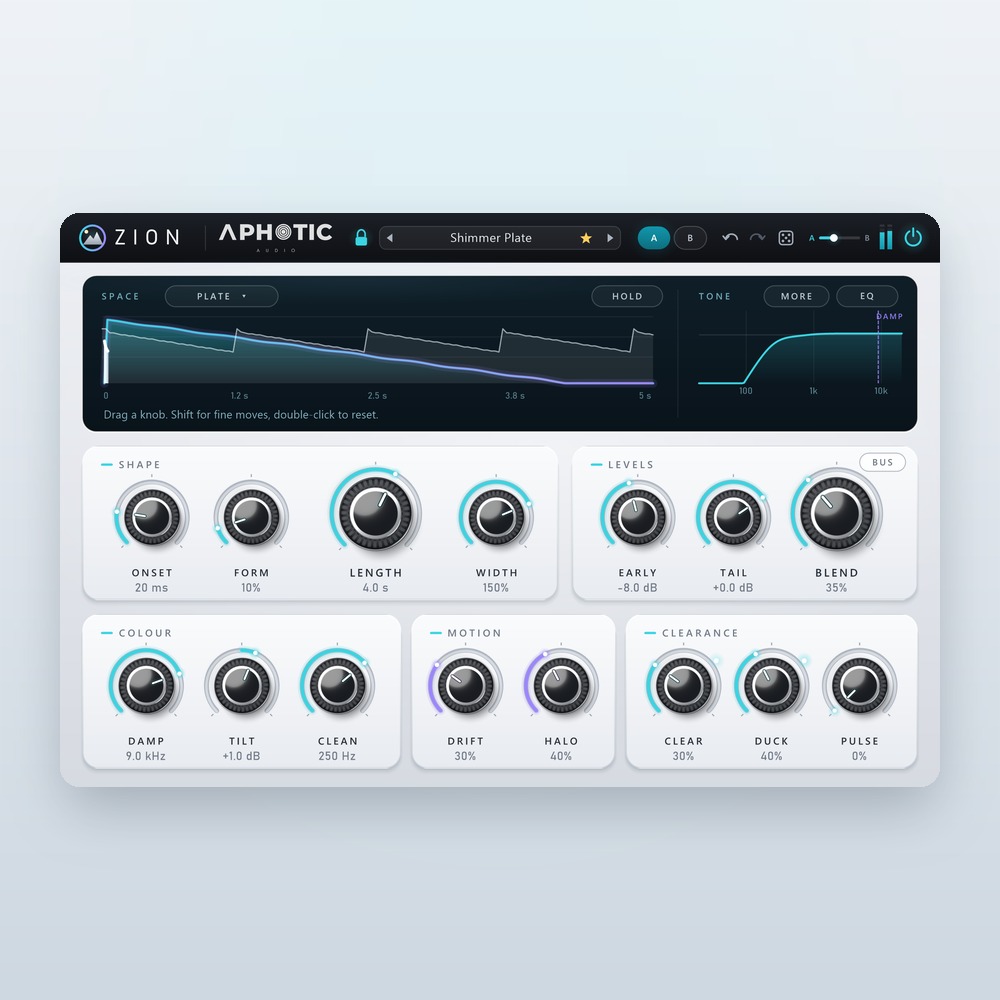 ZION APHOTIC AUDIO Shimmer Plate A B A B
SPACE PLATE HOLD TONE MORE EQ
DAMP
0 1.2 s 2.5 s 3.8 s 5 s 100 1k 10k
Drag a knob. Shift for fine moves, double-click to reset.
SHAPE
ONSET FORM LENGTH WIDTH
20 ms 10% 4.0 s 150%
LEVELS BUS
EARLY TAIL BLEND
-8.0 dB +0.0 dB 35%
COLOUR
DAMP TILT CLEAN
9.0 kHz +1.0 dB 250 Hz
MOTION
DRIFT HALO
30% 40%
CLEARANCE
CLEAR DUCK PULSE
30% 40% 0%